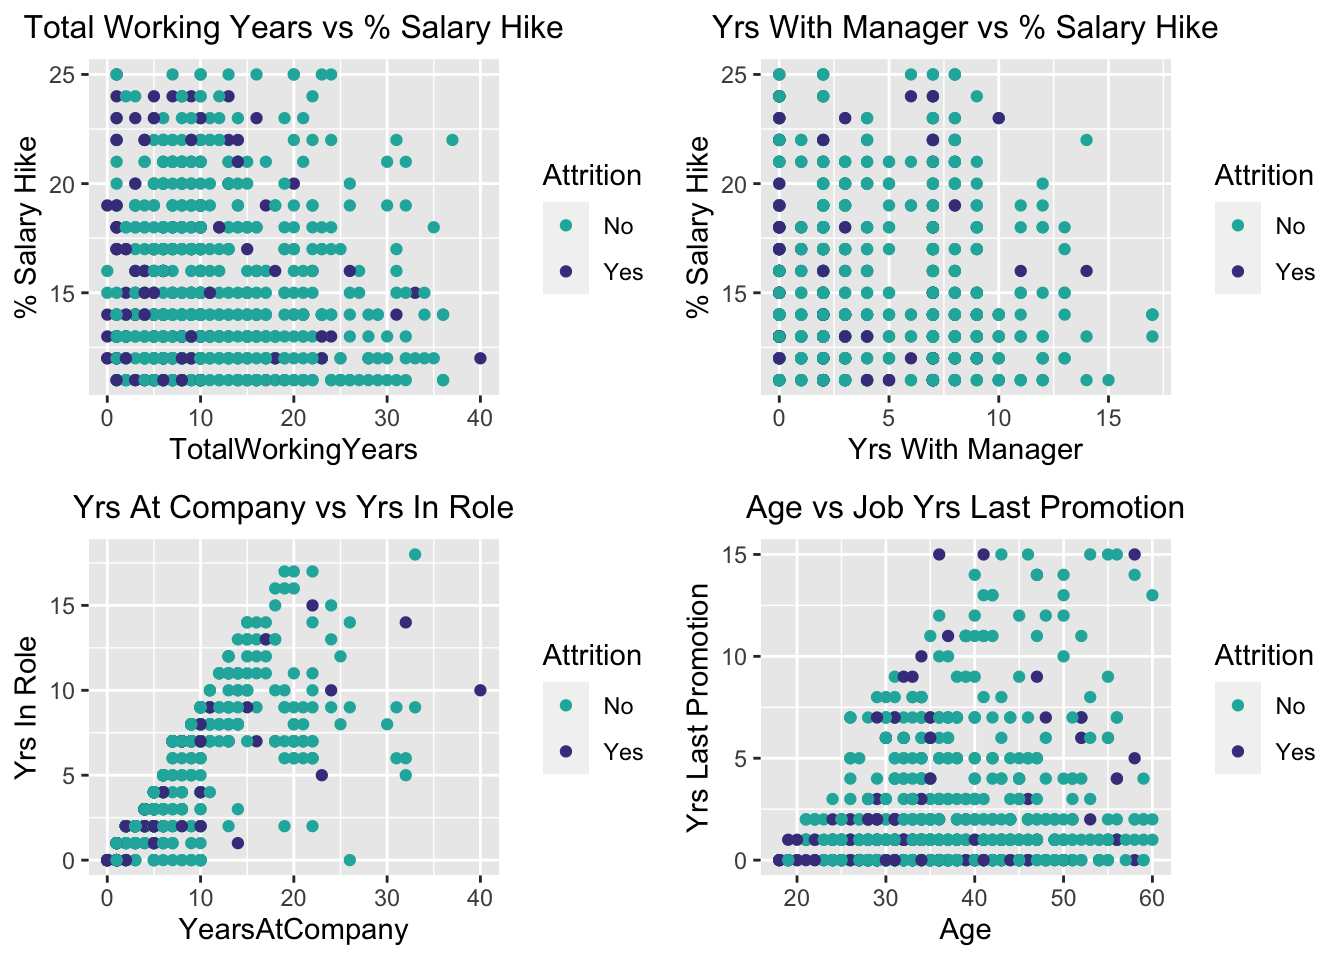 Total Working Years vs % Salary Hike
% Salary Hike
25
20
15
0
10
20
30
40
TotalWorkingYears
Attrition
No
Yes
Yrs With Manager vs % Salary Hike
% Salary Hike
25
20
15
0
5
10
15
Yrs With Manager
Attrition
No
Yes
Yrs At Company vs Yrs In Role
Yrs In Role
15
10
5
0
0
10
20
30
40
YearsAtCompany
Attrition
No
Yes
Age vs Job Yrs Last Promotion
Yrs Last Promotion
15
10
5
0
20
30
40
50
60
Age
Attrition
No
Yes